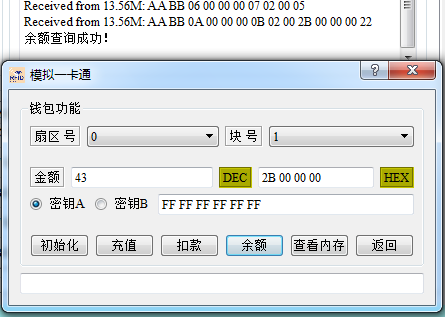 Received from 13.56M: AA BB 06 00 00 00 07 02 00 05
Received from 13.56M: AA BB 0A 00 00 00 0B 02 00 2B 00 00 00 22
余额查询成功！
模拟一卡通
钱包功能
扇区 号 0 块 号 1
金额 43 DEC 2B 00 00 00 HEX
密钥A 密钥B FF FF FF FF FF FF
初始化 充值 扣款 余额 查看内存 返回